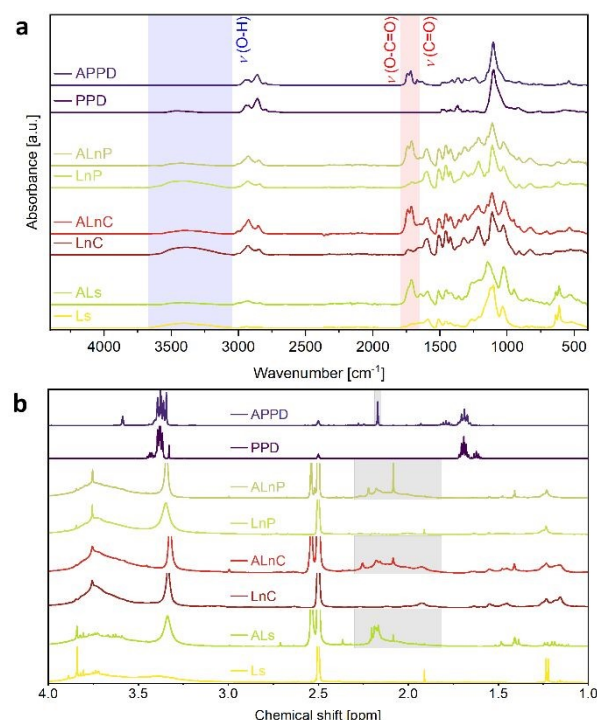 a
ν (O-H)
ν (O-C=O)
ν (C=O)
APPD
PPD
ALnP
LnP
ALnC
LnC
ALs
Ls
Absorbance [a.u.]
4000 3500 3000 2500 2000 1500 1000 500
Wavenumber [cm⁻¹]
b
APPD
PPD
ALnP
LnP
ALnC
LnC
ALs
Ls
4.0 3.5 3.0 2.5 2.0 1.5 1.0
Chemical shift [ppm]